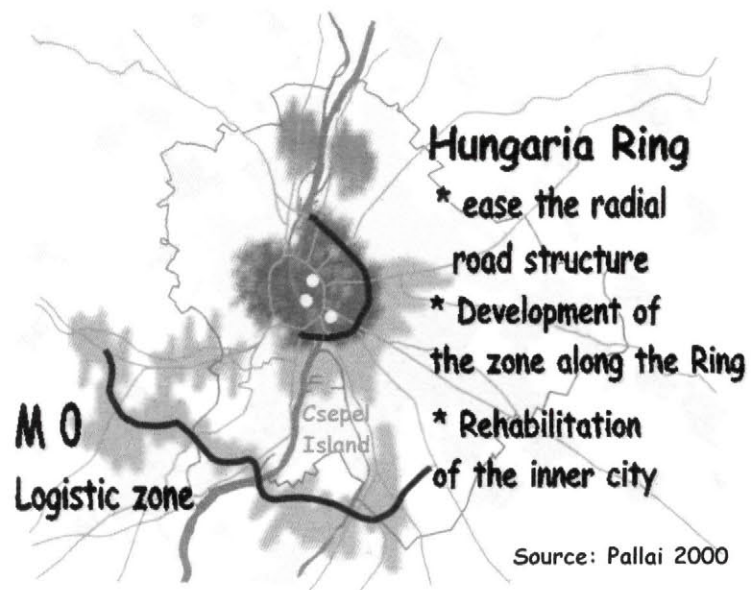 Hungaria Ring
* ease the radial
road structure
* Development of
the zone along the Ring
* Rehabilitation
of the inner city
Csepel
Island
M 0
Logistic zone
Source: Pallai 2000